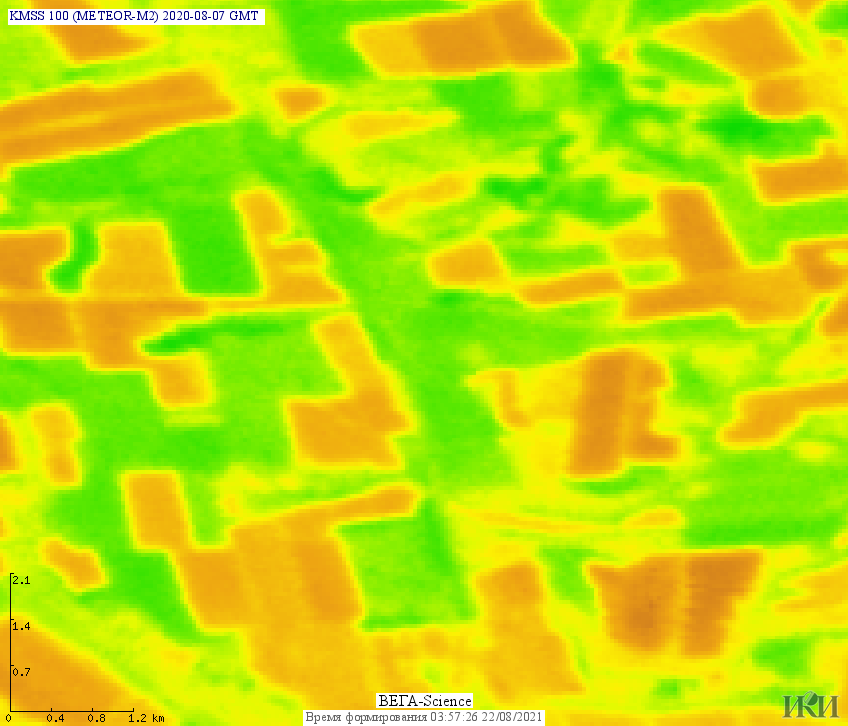 KMSS 100 (METEOR-M2) 2020-08-07 GMT
2.1
1.4
0.7
0 0.4 0.8 1.2 km
ВЕГА-Science
Время формирования 03:57:26 22/08/2021
ИКИ